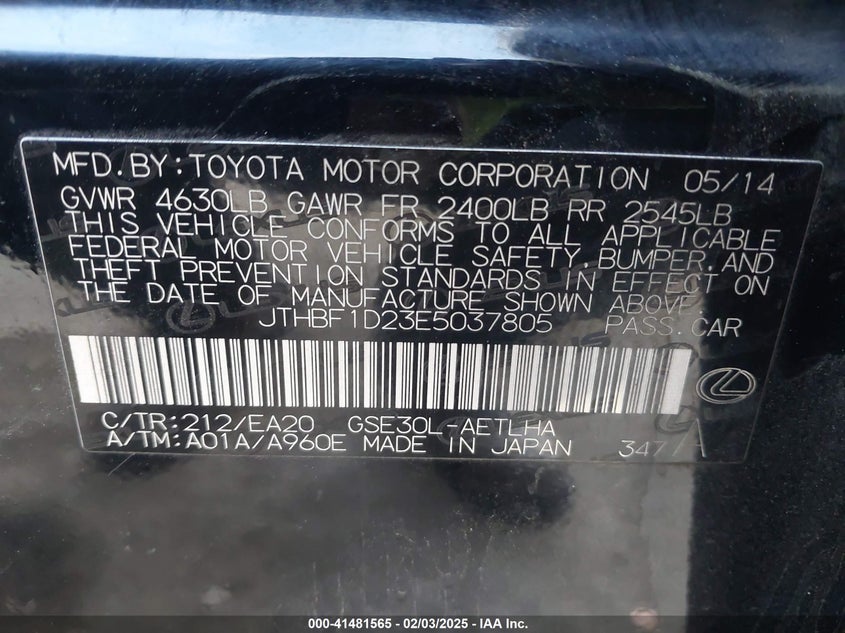 MFD.BY:TOYOTA MOTOR CORPORATION 05/14
GVWR 4630LB GAWR FR 2400LB RR 2545LB
THIS VEHICLE CONFORMS TO ALL APPLICABLE
FEDERAL MOTOR VEHICLE SAFETY,BUMPER,AND
THEFT PREVENTION STANDARDS IN EFFECT ON
THE DATE OF MANUFACTURE SHOWN ABOVE.
JTHBF1D23E5037805 PASS.CAR
C/TR:212/EA20 GSE30L-AETLHA
A/TM:A01A/A960E MADE IN JAPAN 347/A
000-41481565 - 02/03/2025 - IAA Inc.